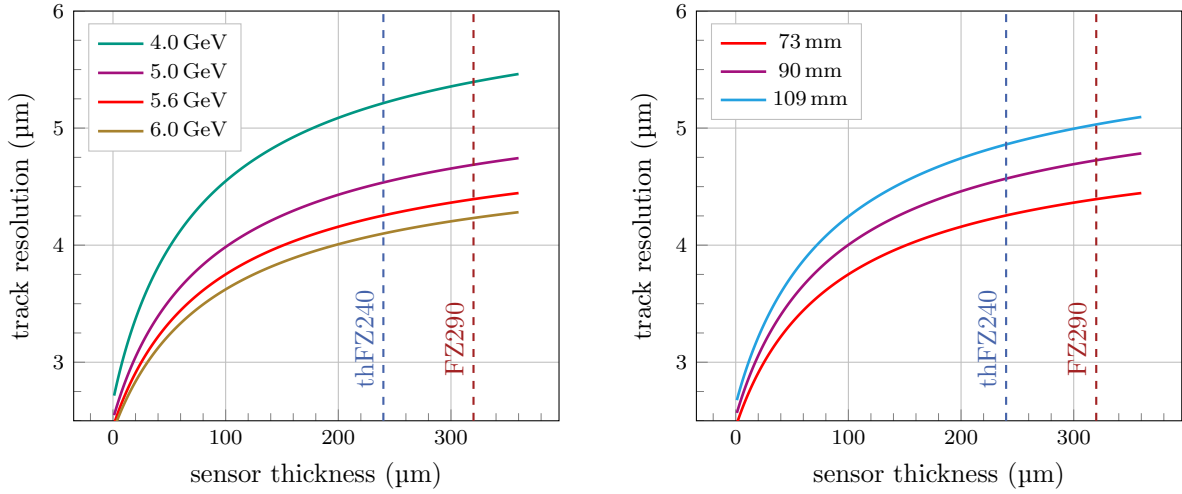 6
5
4
3
track resolution (µm)
4.0 GeV
5.0 GeV
5.6 GeV
6.0 GeV
thFZ240
FZ290
0
100
200
300
sensor thickness (µm)
6
5
4
3
track resolution (µm)
73 mm
90 mm
109 mm
thFZ240
FZ290
0
100
200
300
sensor thickness (µm)